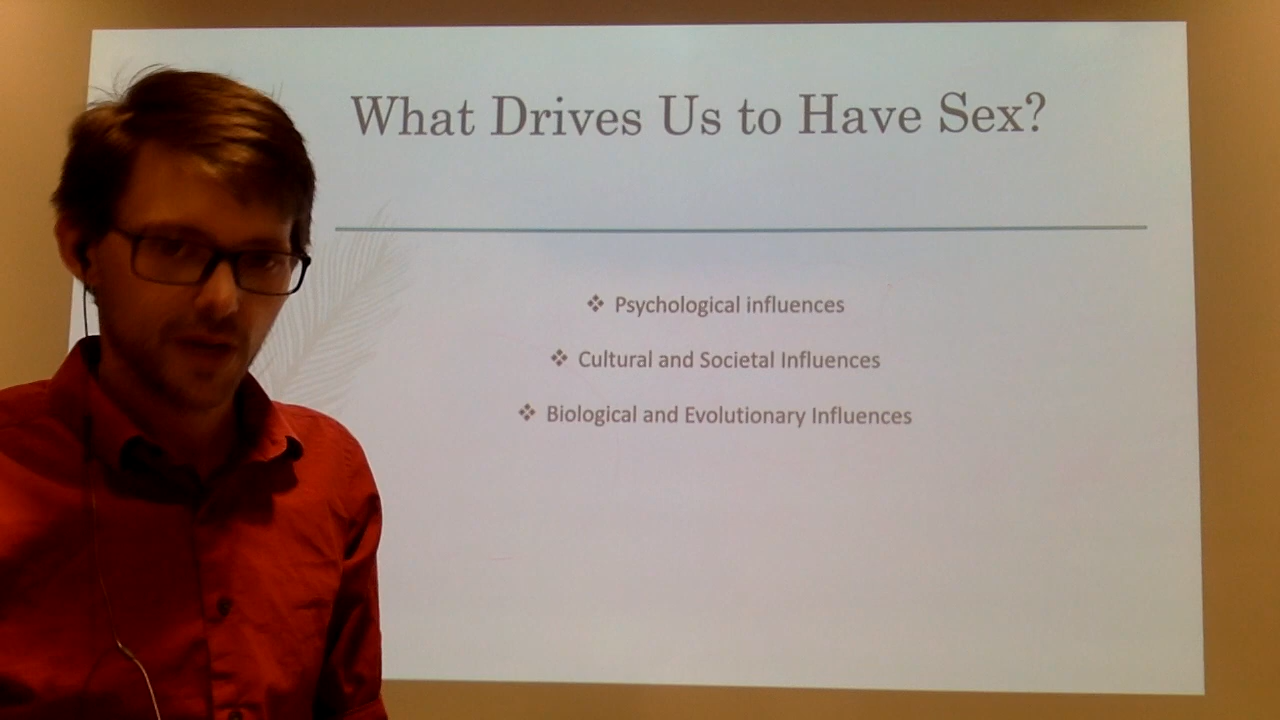 What Drives Us to Have Sex?
❖ Psychological influences
❖ Cultural and Societal Influences
❖ Biological and Evolutionary Influences